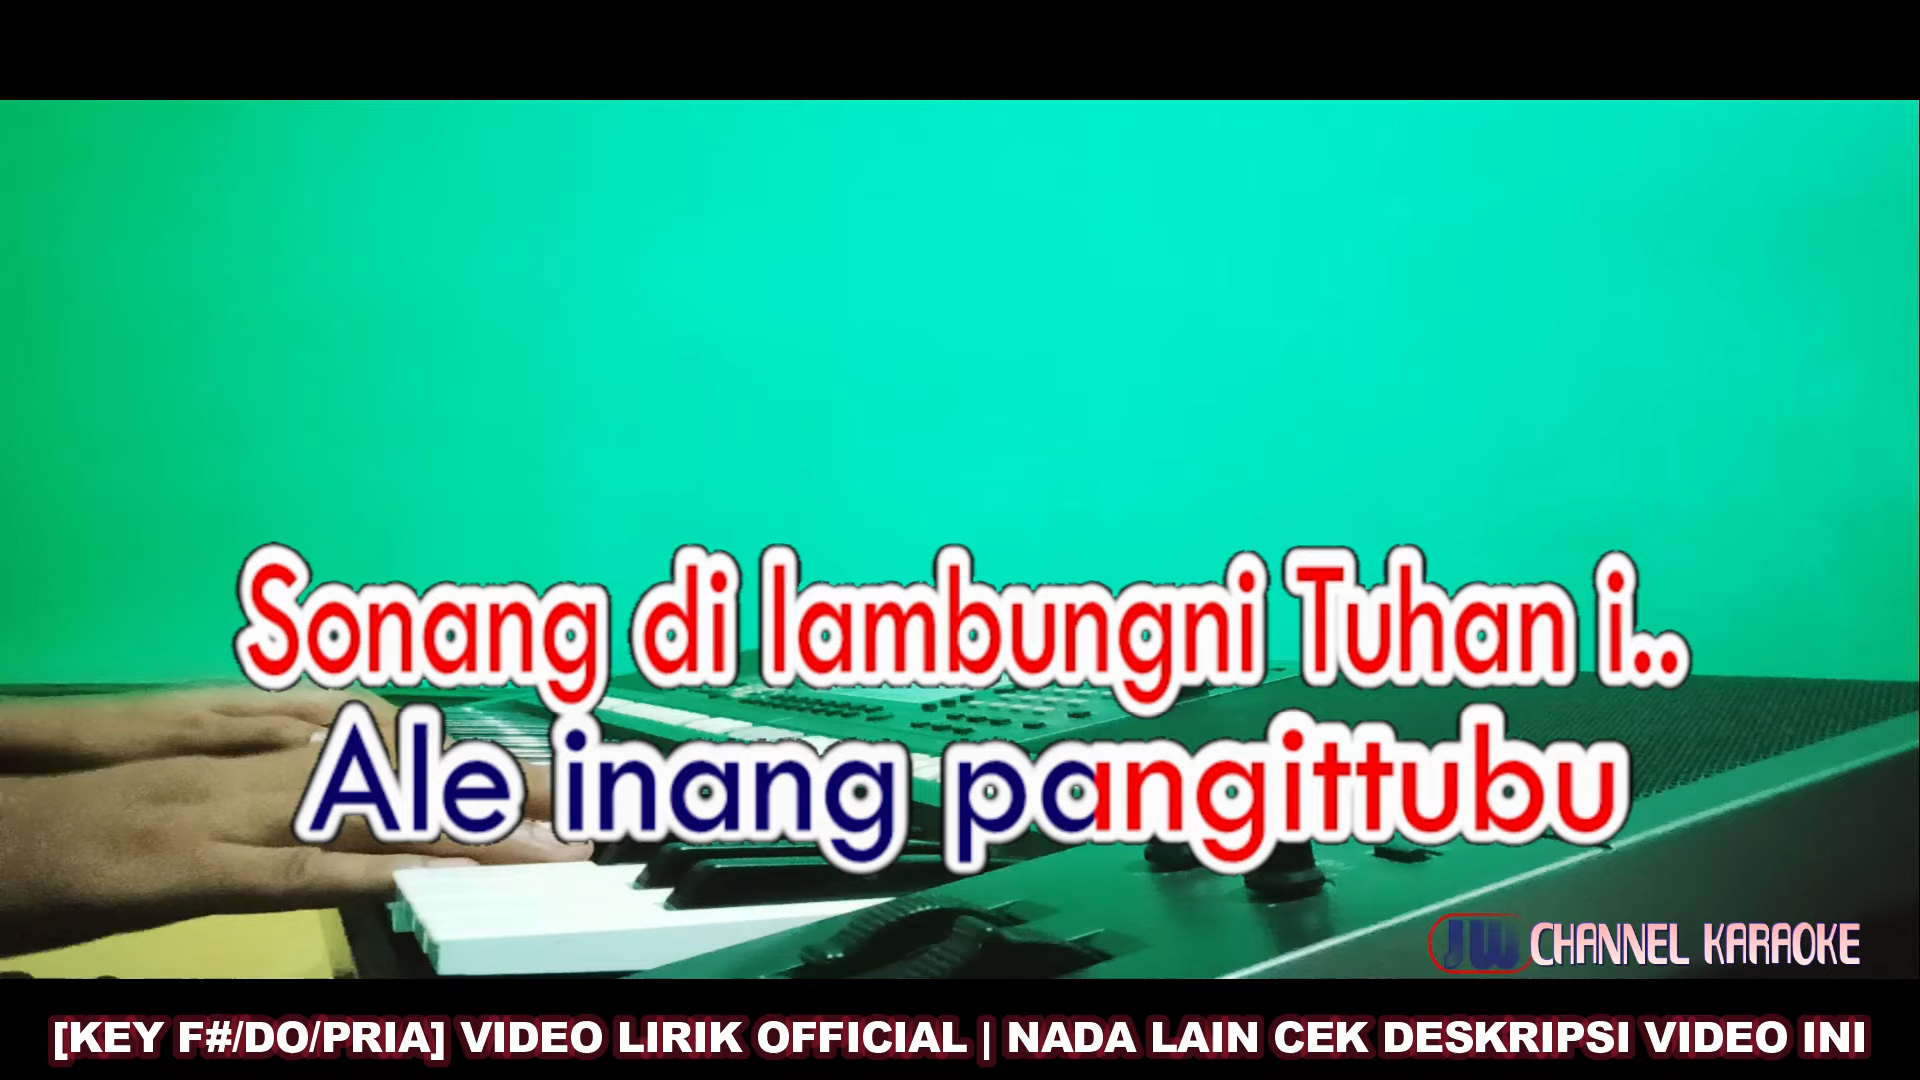 Sonang di lambungni Tuhan i..
Ale inang pangittubu
JW CHANNEL KARAOKE
[KEY F#/DO/PRIA] VIDEO LIRIK OFFICIAL | NADA LAIN CEK DESKRIPSI VIDEO INI